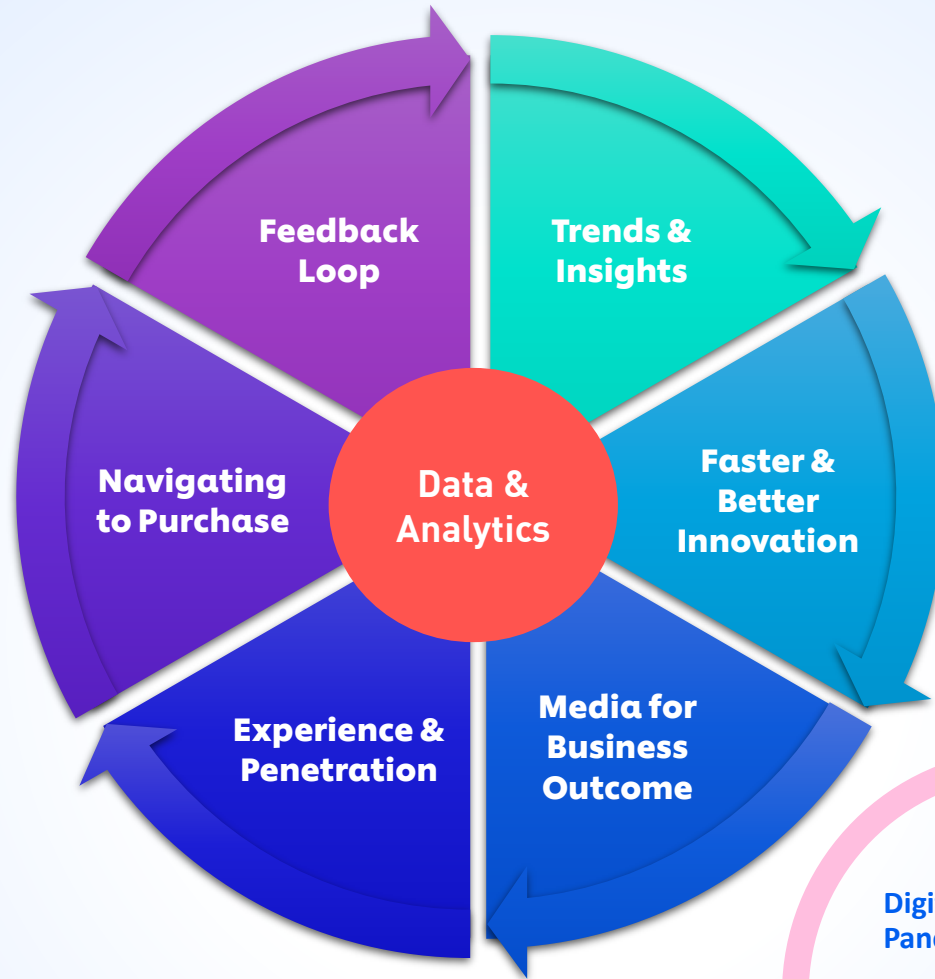 Feedback
Loop
Trends &
Insights
Faster &
Better
Innovation
Media for
Business
Outcome
Experience &
Penetration
Navigating
to Purchase
Data &
Analytics